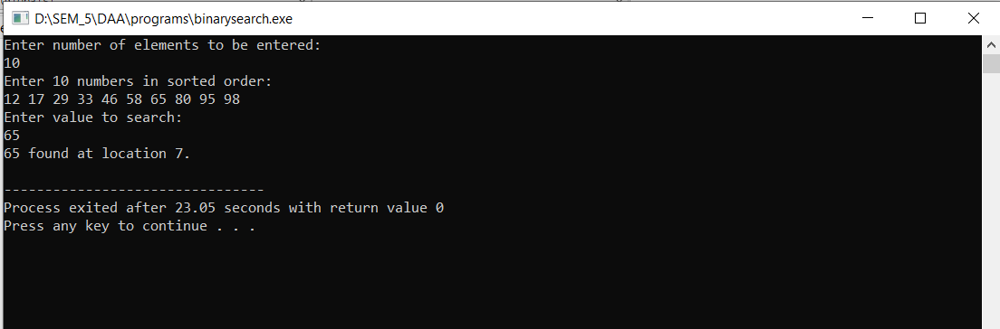 D:\SEM_5\DAA\programs\binarysearch.exe
Enter number of elements to be entered:
10
Enter 10 numbers in sorted order:
12 17 29 33 46 58 65 80 95 98
Enter value to search:
65
65 found at location 7.
--------------------------------
Process exited after 23.05 seconds with return value 0
Press any key to continue . . .